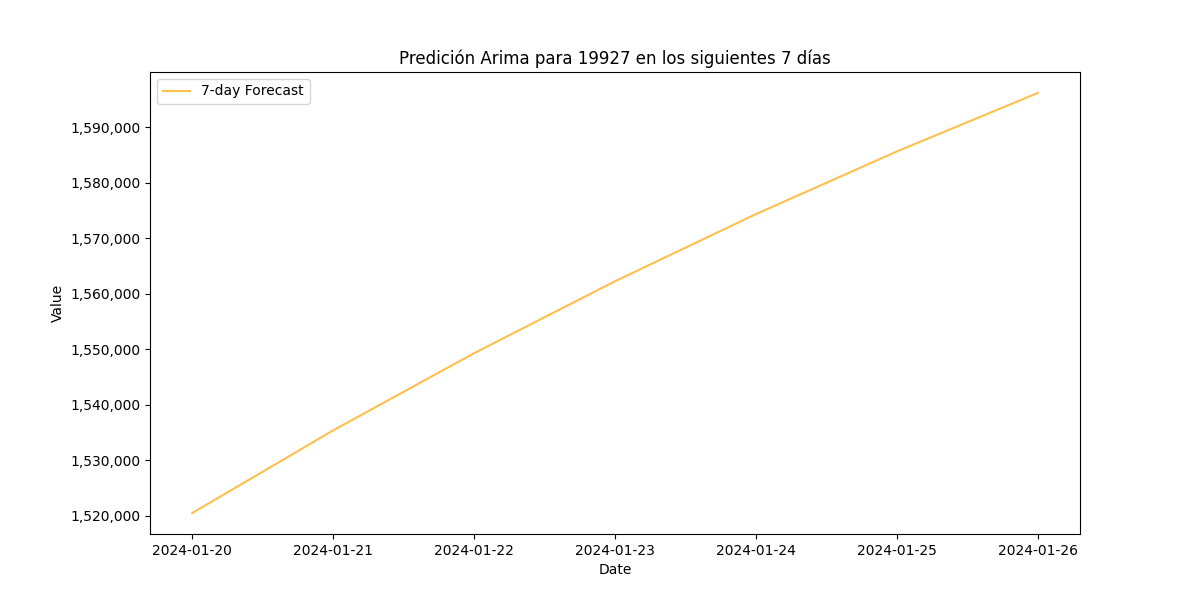 Predición Arima para 19927 en los siguientes 7 días
7-day Forecast
Value
1,590,000
1,580,000
1,570,000
1,560,000
1,550,000
1,540,000
1,530,000
1,520,000
2024-01-20 2024-01-21 2024-01-22 2024-01-23 2024-01-24 2024-01-25 2024-01-26
Date